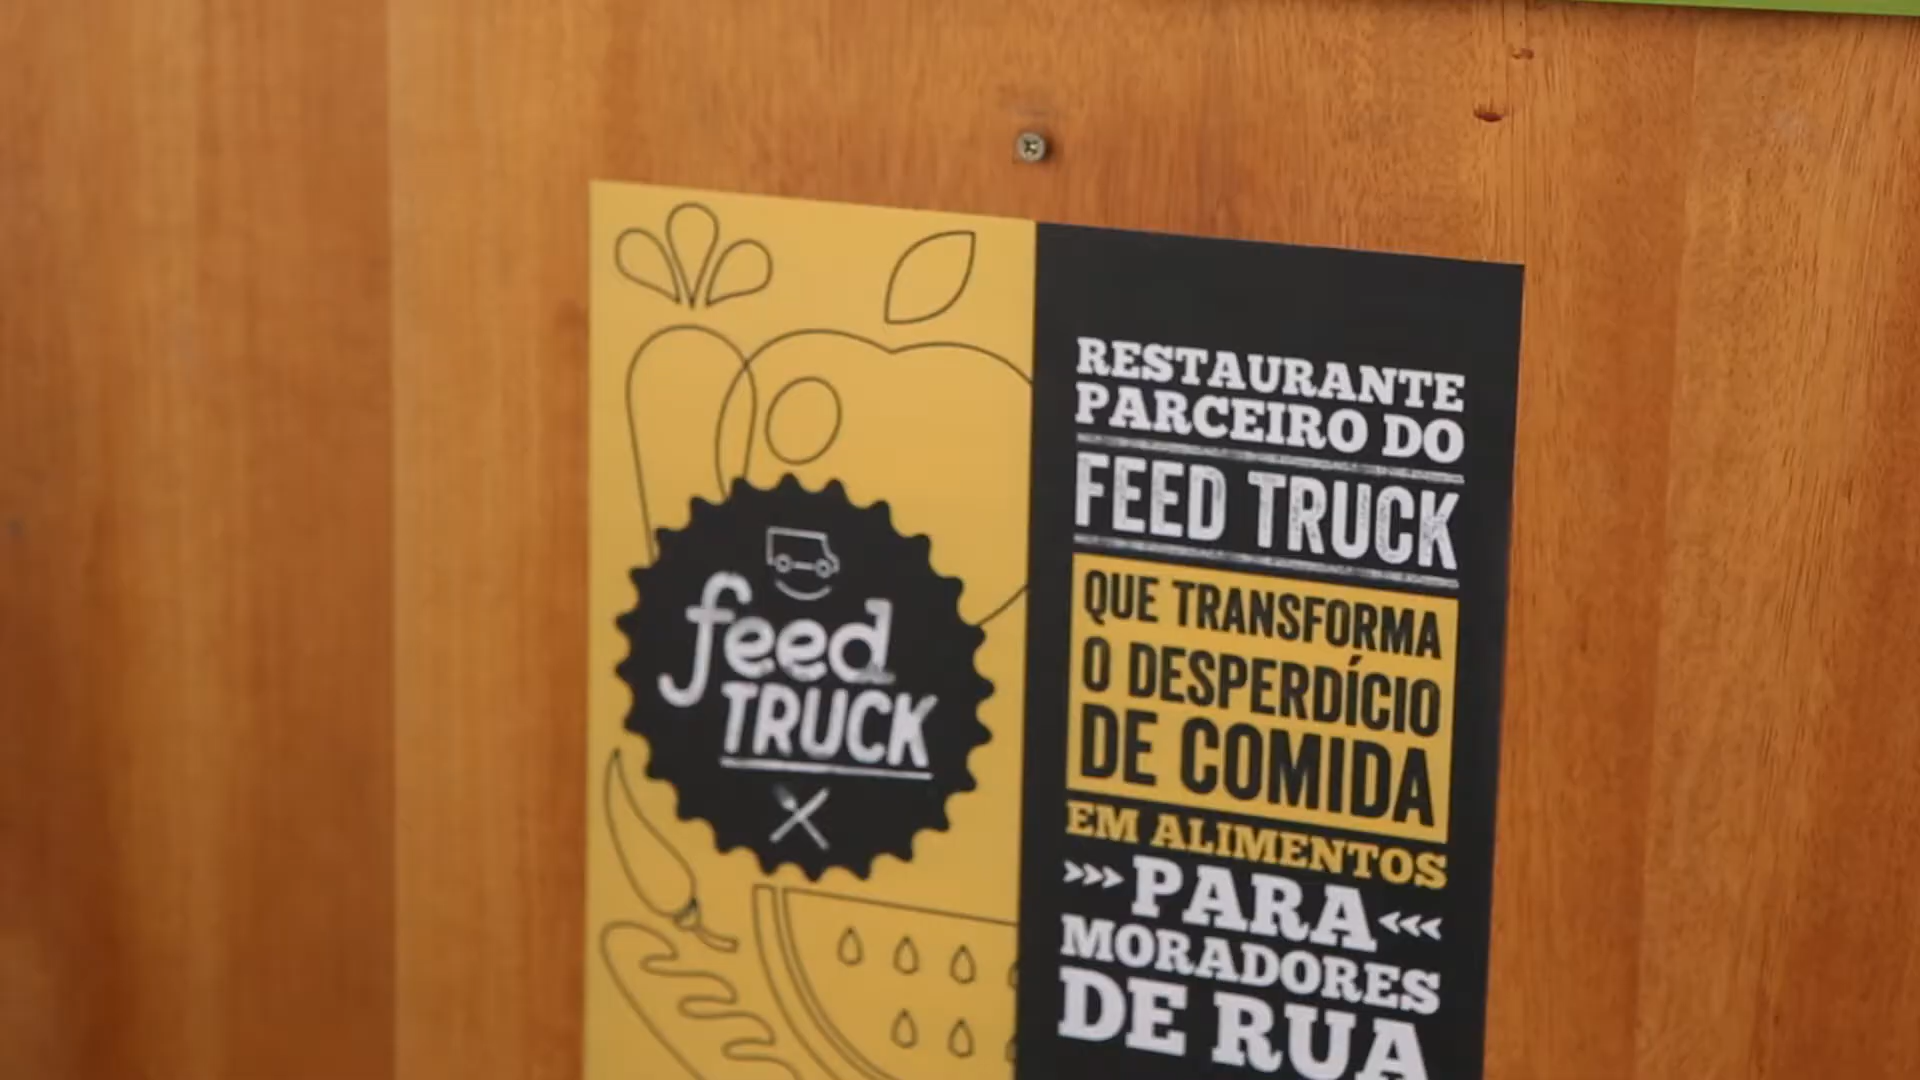 feed
TRUCK
RESTAURANTE
PARCEIRO DO
FEED TRUCK
QUE TRANSFORMA
O DESPERDÍCIO
DE COMIDA
EM ALIMENTOS
>>> PARA <<<
MORADORES
DE RUA